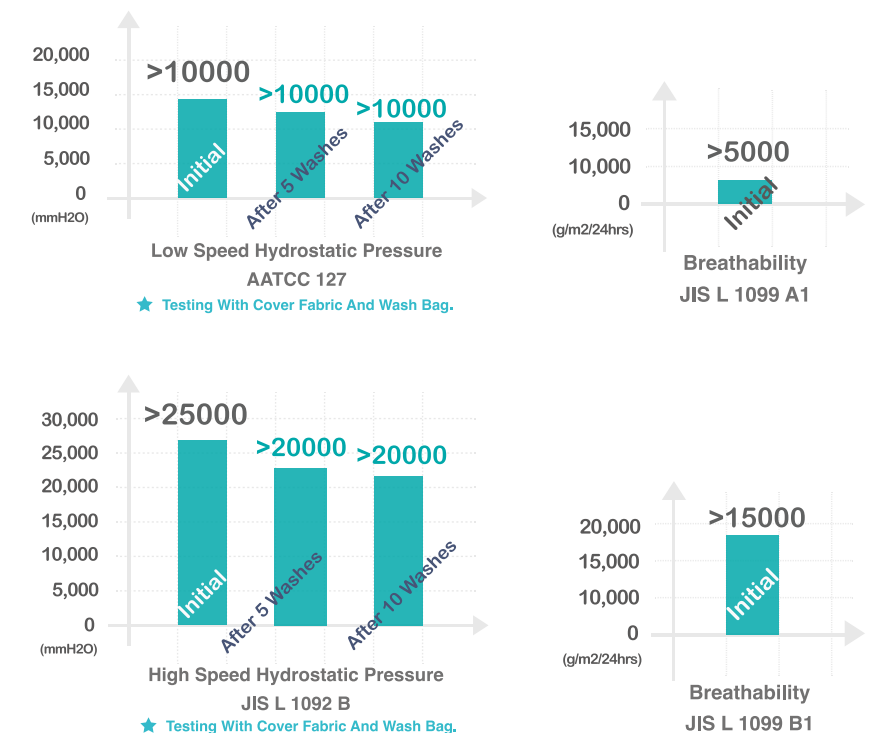 20,000
15,000
10,000
5,000
0
(mmH2O)
>10000
>10000
>10000
Initial
After 5 Washes
After 10 Washes
Low Speed Hydrostatic Pressure
AATCC 127
★ Testing With Cover Fabric And Wash Bag.
15,000
10,000
0
(g/m2/24hrs)
>5000
Initial
Breathability
JIS L 1099 A1
30,000
25,000
20,000
15,000
10,000
5,000
0
(mmH2O)
>25000
>20000
>20000
Initial
After 5 Washes
After 10 Washes
High Speed Hydrostatic Pressure
JIS L 1092 B
★ Testing With Cover Fabric And Wash Bag.
20,000
15,000
10,000
0
(g/m2/24hrs)
>15000
Initial
Breathability
JIS L 1099 B1